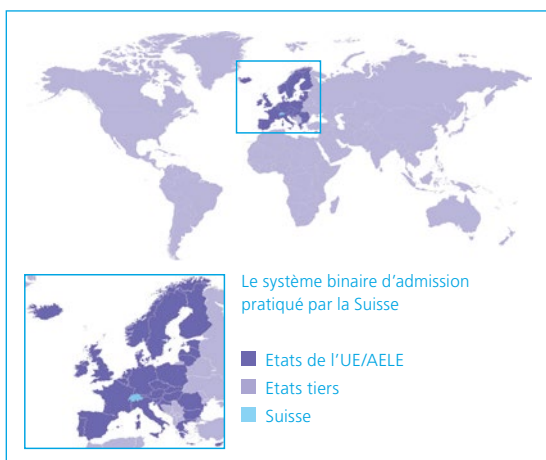 Le système binaire d'admission
pratiqué par la Suisse
Etats de l'UE/AELE
Etats tiers
Suisse